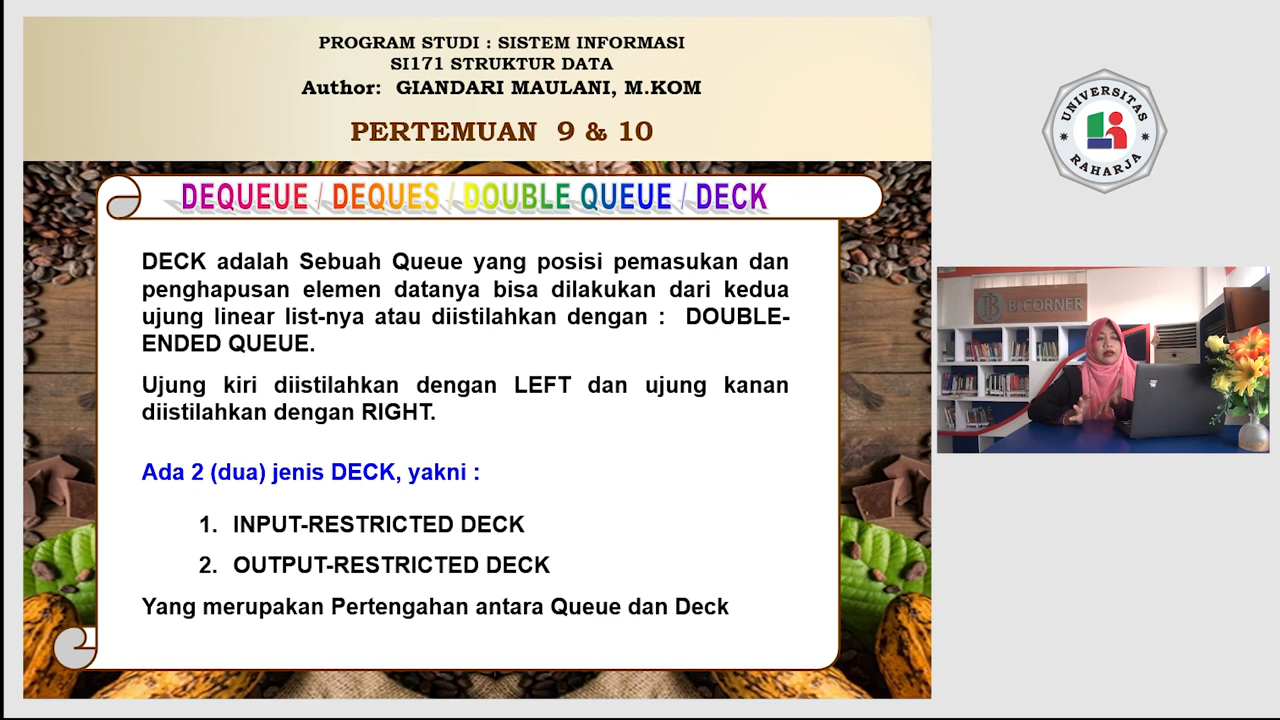 PROGRAM STUDI : SISTEM INFORMASI
SI171 STRUKTUR DATA
Author: GIANDARI MAULANI, M.KOM
PERTEMUAN 9 & 10
UNIVERSITAS
RAHARJA
DEQUEUE / DEQUES / DOUBLE QUEUE / DECK
DECK adalah Sebuah Queue yang posisi pemasukan dan
penghapusan elemen datanya bisa dilakukan dari kedua
ujung linear list-nya atau diistilahkan dengan : DOUBLE-
ENDED QUEUE.
Ujung kiri diistilahkan dengan LEFT dan ujung kanan
diistilahkan dengan RIGHT.
Ada 2 (dua) jenis DECK, yakni :
1. INPUT-RESTRICTED DECK
2. OUTPUT-RESTRICTED DECK
Yang merupakan Pertengahan antara Queue dan Deck
BI CORNER